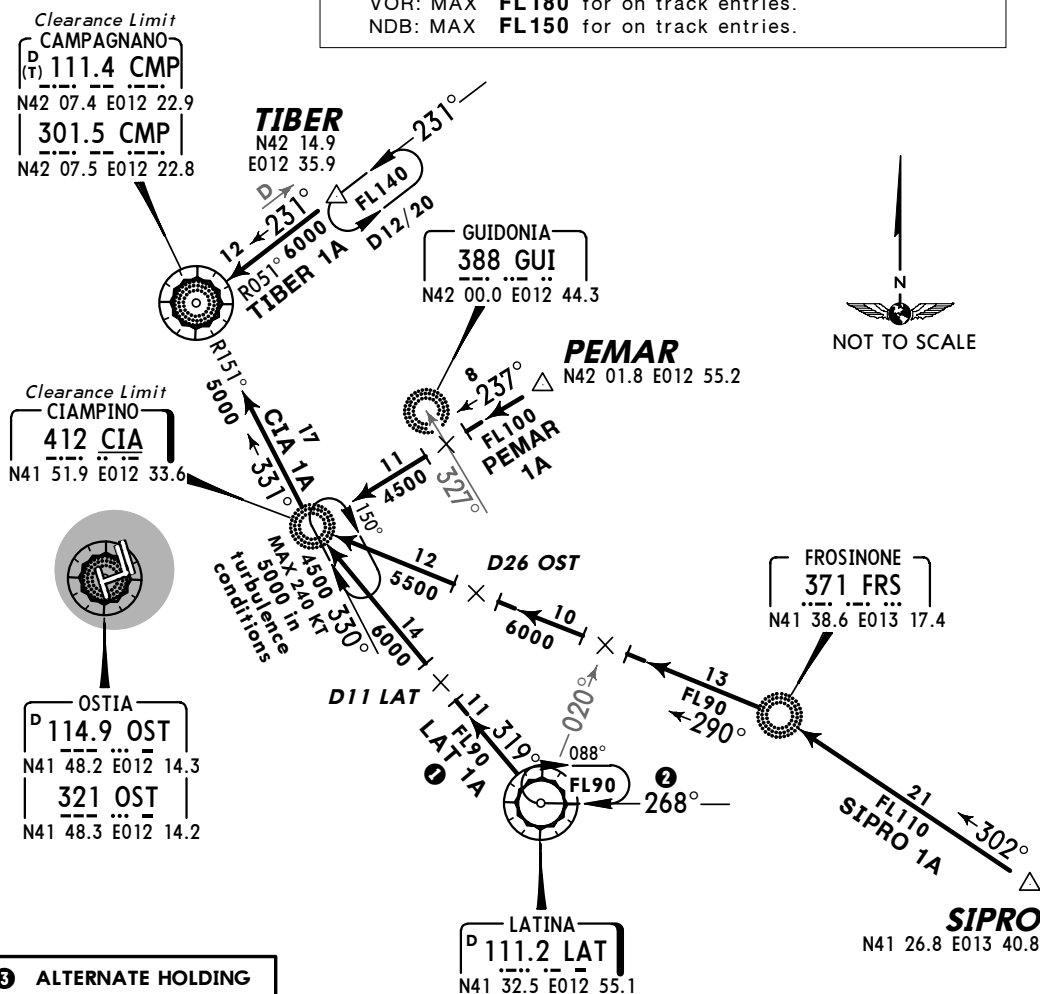 VOR: MAX FL180 for on track entries.
NDB: MAX FL150 for on track entries.
Clearance Limit
CAMPAGNANO
D
(T) 111.4 CMP
N42 07.4 E012 22.9
301.5 CMP
N42 07.5 E012 22.8
TIBER
N42 14.9
E012 35.9
231°
FL140
D12/20
D
231°
12
R051° 6000
TIBER 1A
GUIDONIA
388 GUI
N42 00.0 E012 44.3
N
NOT TO SCALE
PEMAR
N42 01.8 E012 55.2
8
237°
FL100
PEMAR
1A
327°
11
4500
R151°
5000
17
CIA 1A
331°
Clearance Limit
CIAMPINO
412 CIA
N41 51.9 E012 33.6
150°
4500 330°
MAX 240 KT
5000 in
turbulence
conditions
12
5500
D26 OST
10
6000
14
6000
D11 LAT
11
FL90
319°
LAT 1A
1
020°
088°
FL90
2
268°
FROSINONE
371 FRS
N41 38.6 E013 17.4
13
FL90
290°
21
FL110
SIPRO 1A
302°
SIPRO
N41 26.8 E013 40.8
OSTIA
D 114.9 OST
N41 48.2 E012 14.3
321 OST
N41 48.3 E012 14.2
LATINA
D 111.2 LAT
N41 32.5 E012 55.1
3 ALTERNATE HOLDING